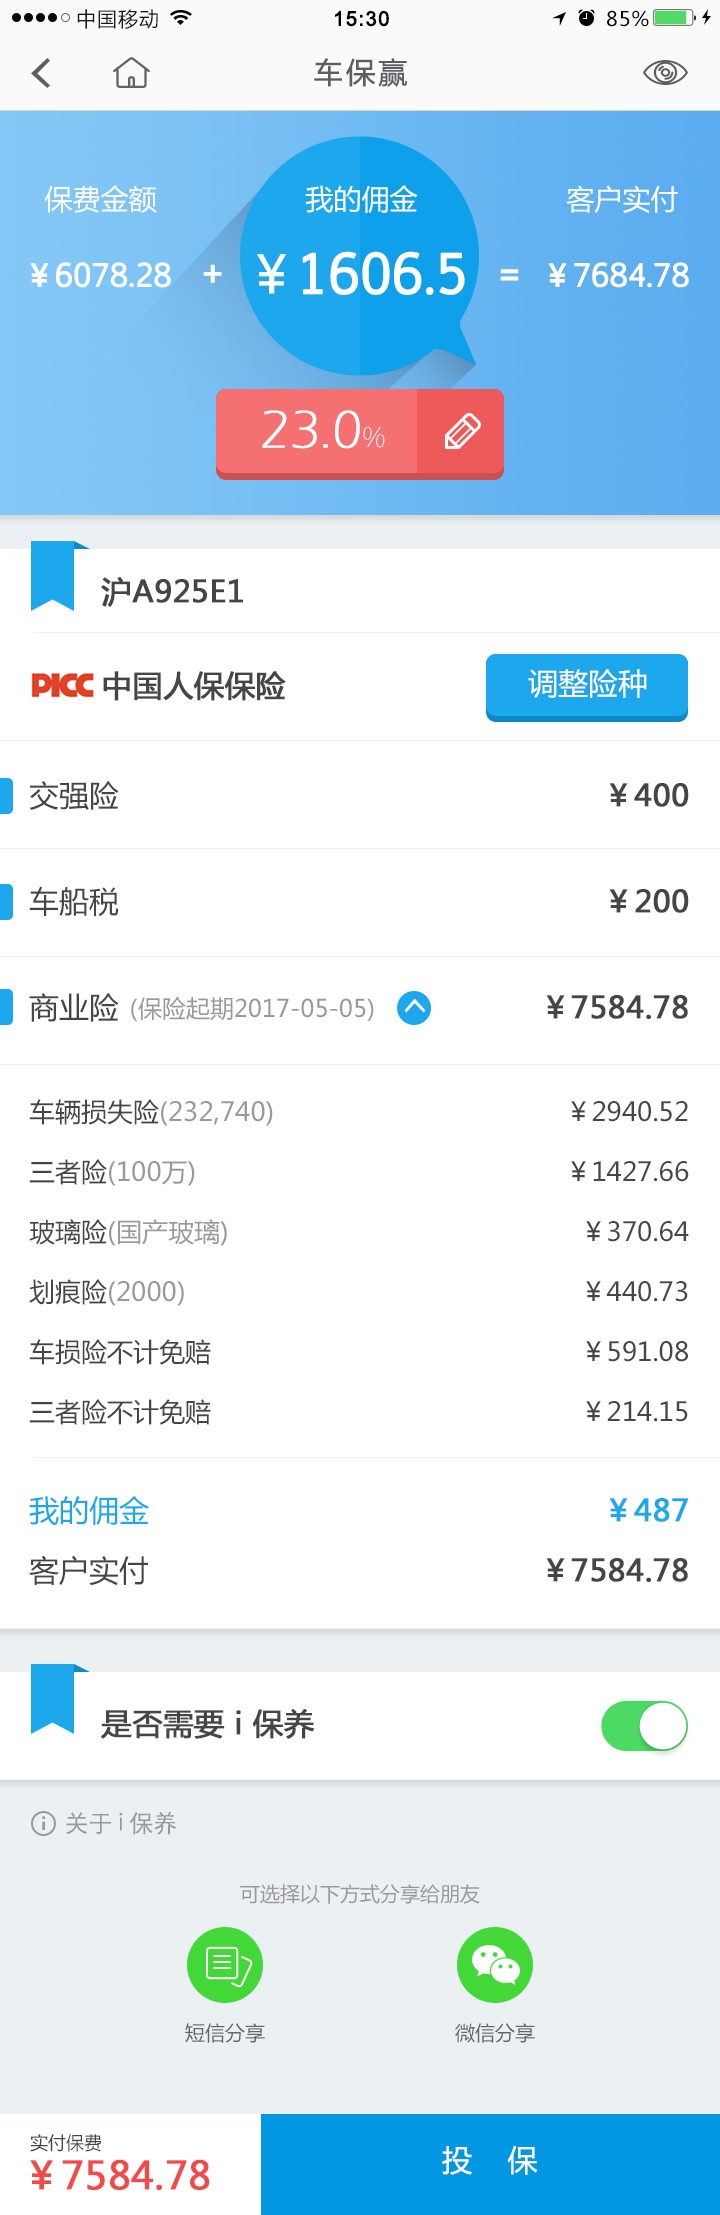 中国移动 15:30 85%
车保赢
保费金额 我的佣金 客户实付
¥6078.28 + ¥1606.5 = ¥7684.78
23.0%
沪A925E1
PICC 中国人保保险 调整险种
交强险 ¥400
车船税 ¥200
商业险 (保险起期2017-05-05) ¥7584.78
车辆损失险(232,740) ¥2940.52
三者险(100万) ¥1427.66
玻璃险(国产玻璃) ¥370.64
划痕险(2000) ¥440.73
车损险不计免赔 ¥591.08
三者险不计免赔 ¥214.15
我的佣金 ¥487
客户实付 ¥7584.78
是否需要 i 保养
关于 i 保养
可选择以下方式分享给朋友
短信分享 微信分享
实付保费
¥7584.78 投 保